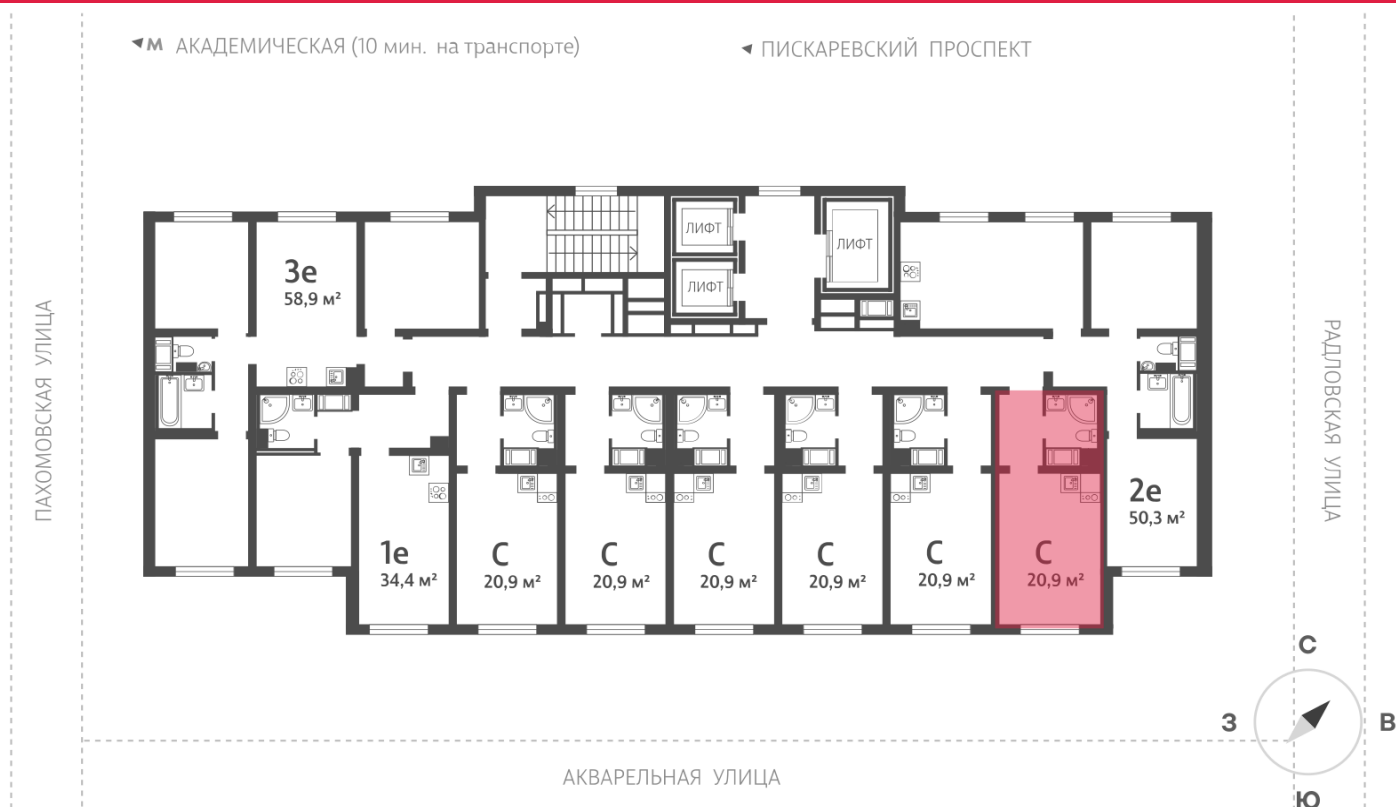 М АКАДЕМИЧЕСКАЯ (10 мин. на транспорте)
ПИСКАРЕВСКИЙ ПРОСПЕКТ
ЛИФТ
ЛИФТ
ЛИФТ
3е
58,9 м²
ПАХОМОВСКАЯ УЛИЦА
РАДЛОВСКАЯ УЛИЦА
2е
50,3 м²
1е
34,4 м²
С
20,9 м²
С
20,9 м²
С
20,9 м²
С
20,9 м²
С
20,9 м²
С
20,9 м²
С
З
В
Ю
АКВАРЕЛЬНАЯ УЛИЦА